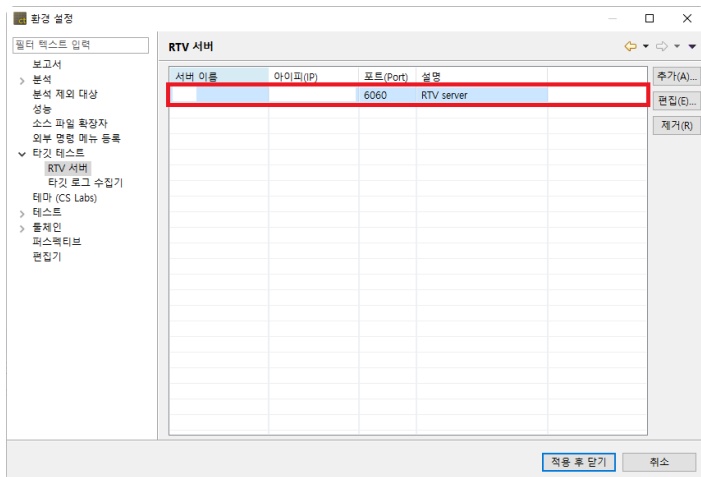 환경 설정
필터 텍스트 입력
보고서
분석
분석 제외 대상
성능
소스 파일 확장자
외부 명령 메뉴 등록
타깃 테스트
RTV 서버
타깃 로그 수집기
테마 (CS Labs)
테스트
툴체인
퍼스펙티브
편집기
RTV 서버
서버 이름 아이피(IP) 포트(Port) 설명
6060 RTV server
추가(A)...
편집(E)...
제거(R)
적용 후 닫기 취소